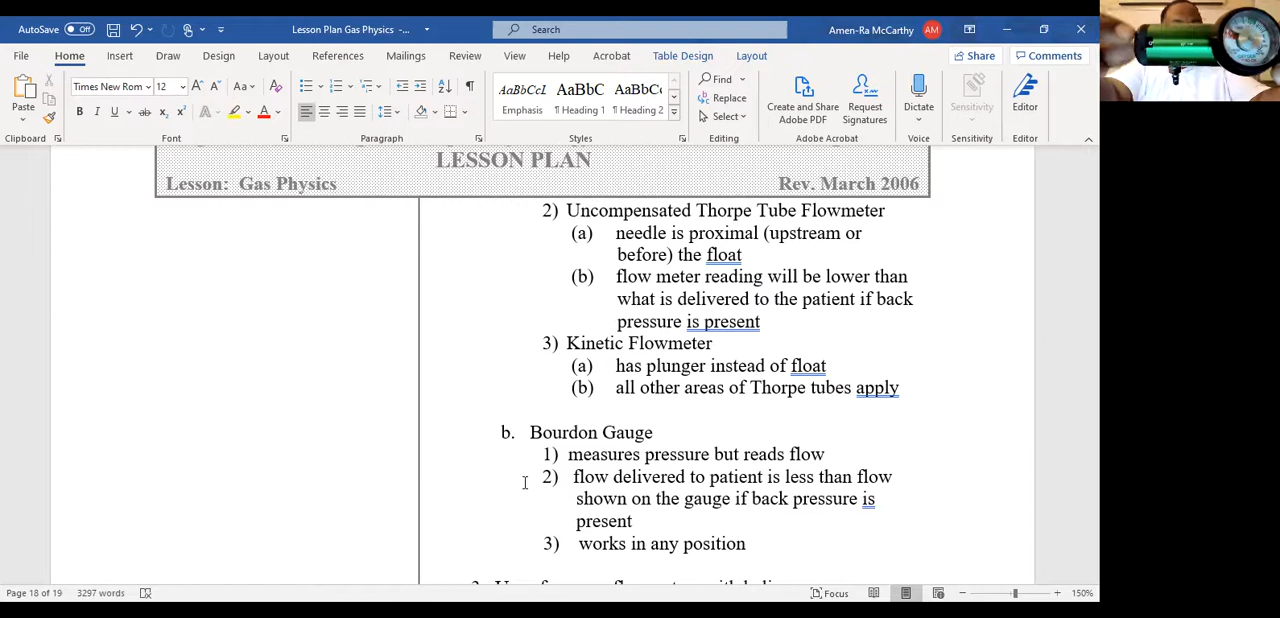 AutoSave Off Lesson Plan Gas Physics - ... Search Amen-Ra McCarthy AM
File Home Insert Draw Design Layout References Mailings Review View Help Acrobat Table Design Layout Share Comments
Paste
Times New Rom 12
Aa
B I U ab x₂ x² A A
AaBbCcI AaBbC AaBbCc
Emphasis ¶ Heading 1 ¶ Heading 2
Find
Replace
Select
Create and Share
Adobe PDF
Request
Signatures
Dictate
Sensitivity
Editor
Clipboard Font Paragraph Styles Editing Adobe Acrobat Voice Sensitivity Editor
LESSON PLAN
Lesson: Gas Physics Rev. March 2006
2) Uncompensated Thorpe Tube Flowmeter
(a) needle is proximal (upstream or
before) the float
(b) flow meter reading will be lower than
what is delivered to the patient if back
pressure is present
3) Kinetic Flowmeter
(a) has plunger instead of float
(b) all other areas of Thorpe tubes apply
b. Bourdon Gauge
1) measures pressure but reads flow
2) flow delivered to patient is less than flow
shown on the gauge if back pressure is
present
3) works in any position
Page 18 of 19 3297 words Focus 150%